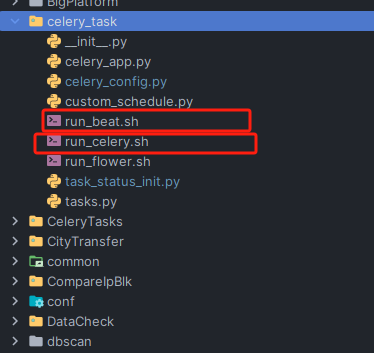 BigPlatform
celery_task
__init__.py
celery_app.py
celery_config.py
custom_schedule.py
run_beat.sh
run_celery.sh
run_flower.sh
task_status_init.py
tasks.py
CeleryTasks
CityTransfer
common
CompareIpBlk
conf
DataCheck
dbscan